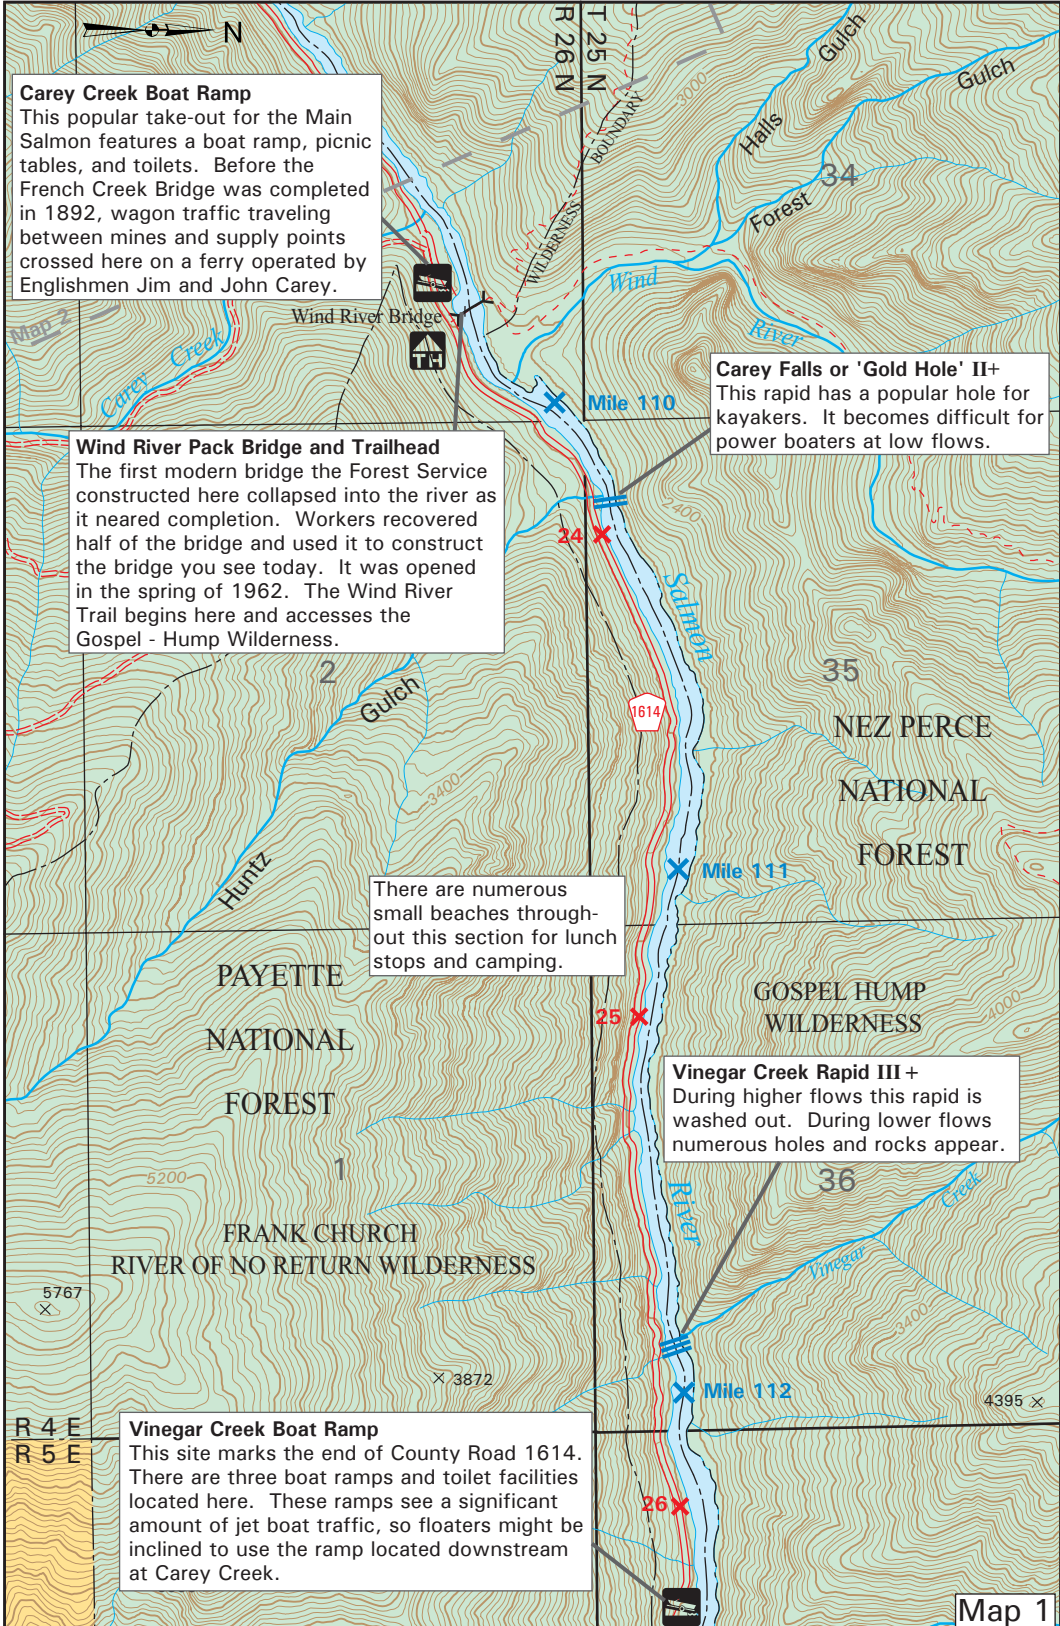 N
T 25 N
R 26 N
Carey Creek Boat Ramp
This popular take-out for the Main
Salmon features a boat ramp, picnic
tables, and toilets. Before the
French Creek Bridge was completed
in 1892, wagon traffic traveling
between mines and supply points
crossed here on a ferry operated by
Englishmen Jim and John Carey.
WILDERNESS BOUNDARY
3000
Halls Gulch
Forest Gulch
34
Wind River
Wind River Bridge
TH
Map 2
Carey Creek
Mile 110
Carey Falls or 'Gold Hole' II+
This rapid has a popular hole for
kayakers. It becomes difficult for
power boaters at low flows.
Wind River Pack Bridge and Trailhead
The first modern bridge the Forest Service
constructed here collapsed into the river as
it neared completion. Workers recovered
half of the bridge and used it to construct
the bridge you see today. It was opened
in the spring of 1962. The Wind River
Trail begins here and accesses the
Gospel - Hump Wilderness.
2400
24
Salmon
2
35
Huntz Gulch
1614
NEZ PERCE
NATIONAL
FOREST
3400
Mile 111
There are numerous
small beaches through-
out this section for lunch
stops and camping.
PAYETTE
NATIONAL
FOREST
GOSPEL HUMP
WILDERNESS
4000
25
Vinegar Creek Rapid III +
During higher flows this rapid is
washed out. During lower flows
numerous holes and rocks appear.
5200
1
36
River
Vinegar Creek
FRANK CHURCH
RIVER OF NO RETURN WILDERNESS
5767
3400
3872
Mile 112
4395
R 4 E
R 5 E
Vinegar Creek Boat Ramp
This site marks the end of County Road 1614.
There are three boat ramps and toilet facilities
located here. These ramps see a significant
amount of jet boat traffic, so floaters might be
inclined to use the ramp located downstream
at Carey Creek.
26
Map 1